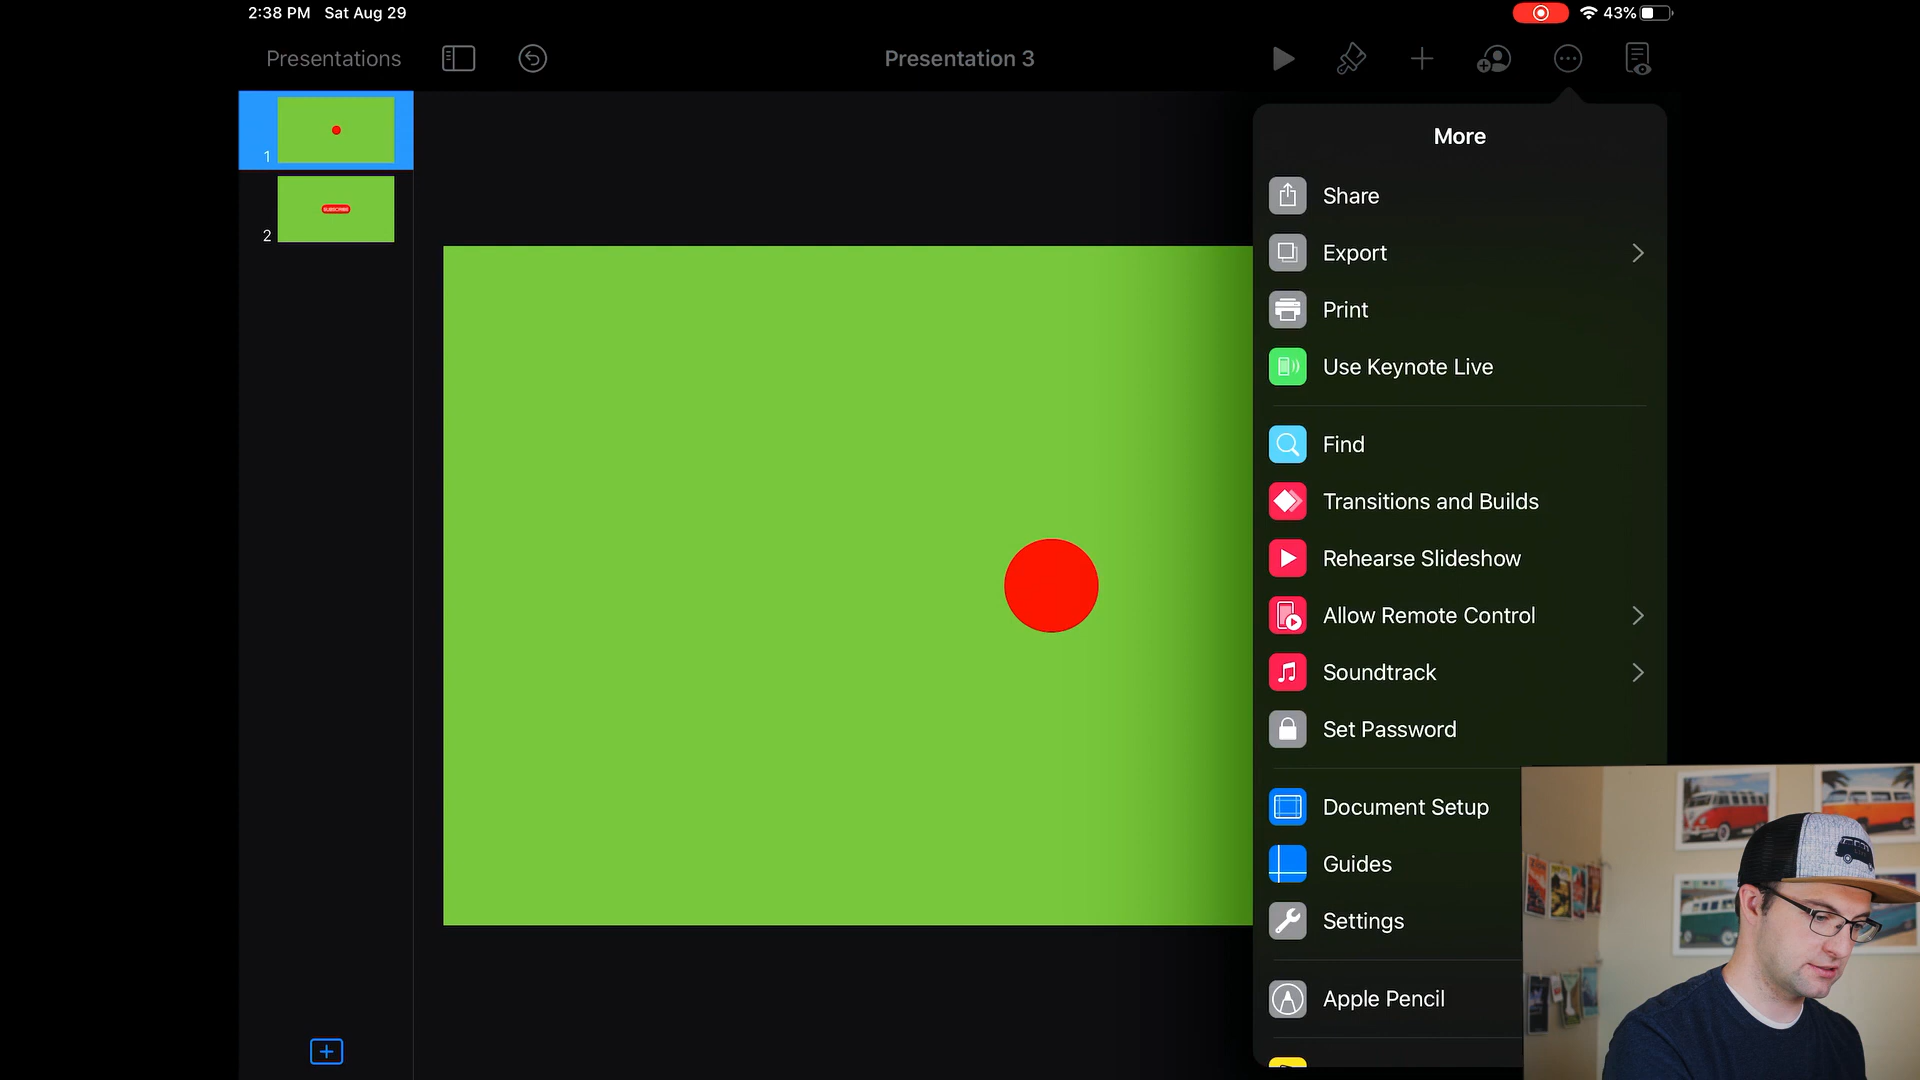 2:38 PM Sat Aug 29
43%
Presentations
Presentation 3
1
SUBSCRIBE
2
More
Share
Export
Print
Use Keynote Live
Find
Transitions and Builds
Rehearse Slideshow
Allow Remote Control
Soundtrack
Set Password
Document Setup
Guides
Settings
Apple Pencil